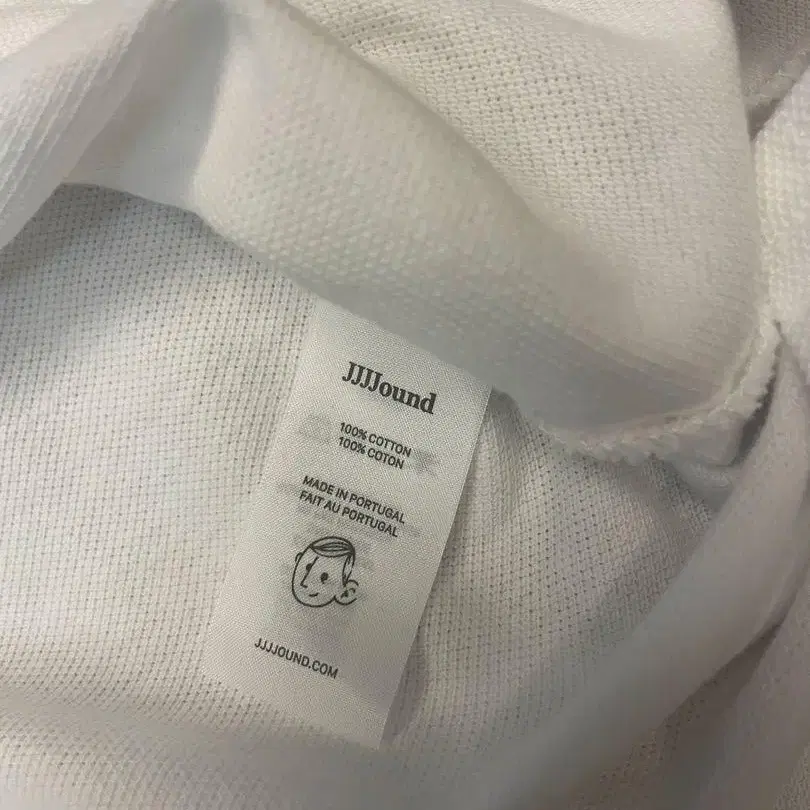 JJJJound
100% COTTON
100% COTON
MADE IN PORTUGAL
FAIT AU PORTUGAL
JJJJOUND.COM